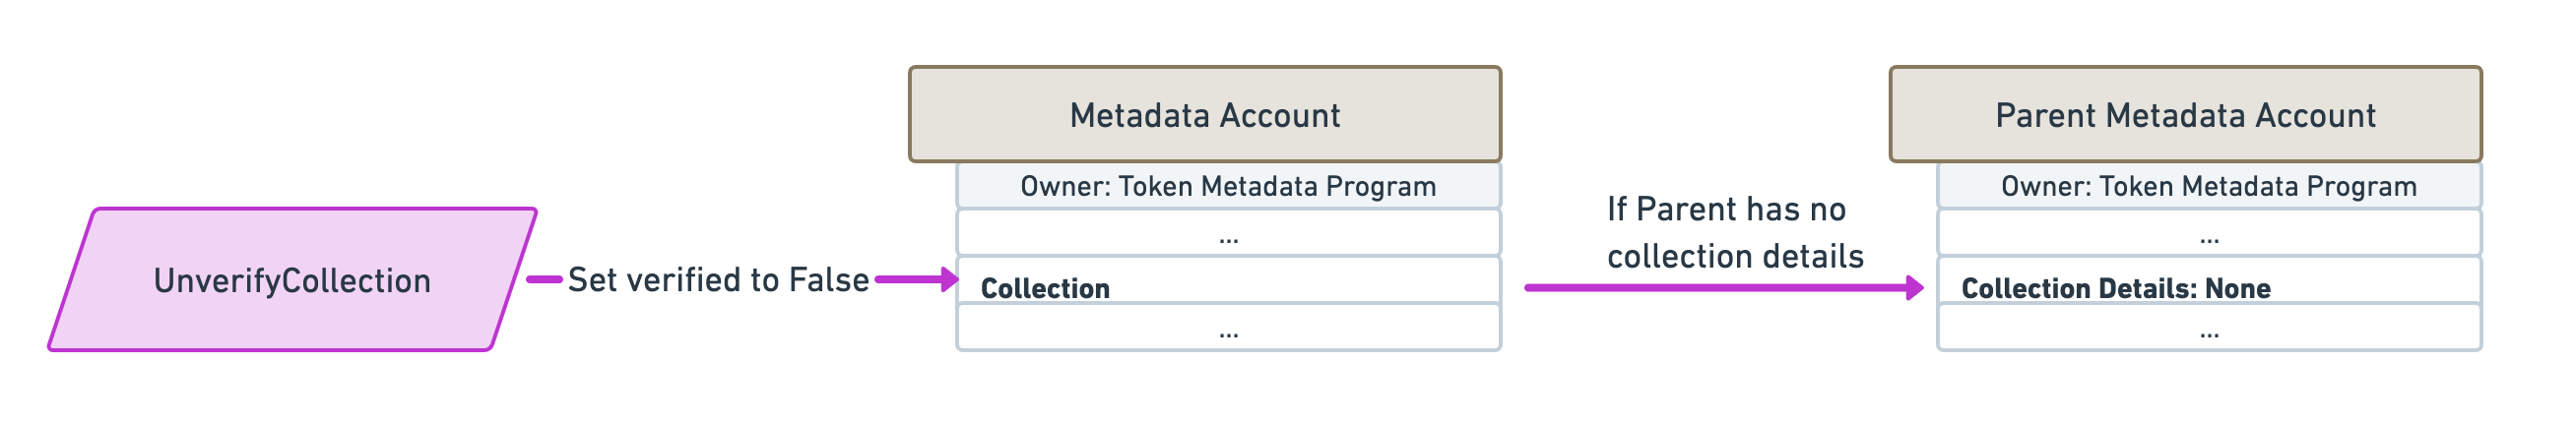 UnverifyCollection
Set verified to False
Metadata Account
Owner: Token Metadata Program
...
Collection
...
If Parent has no
collection details
Parent Metadata Account
Owner: Token Metadata Program
...
Collection Details: None
...